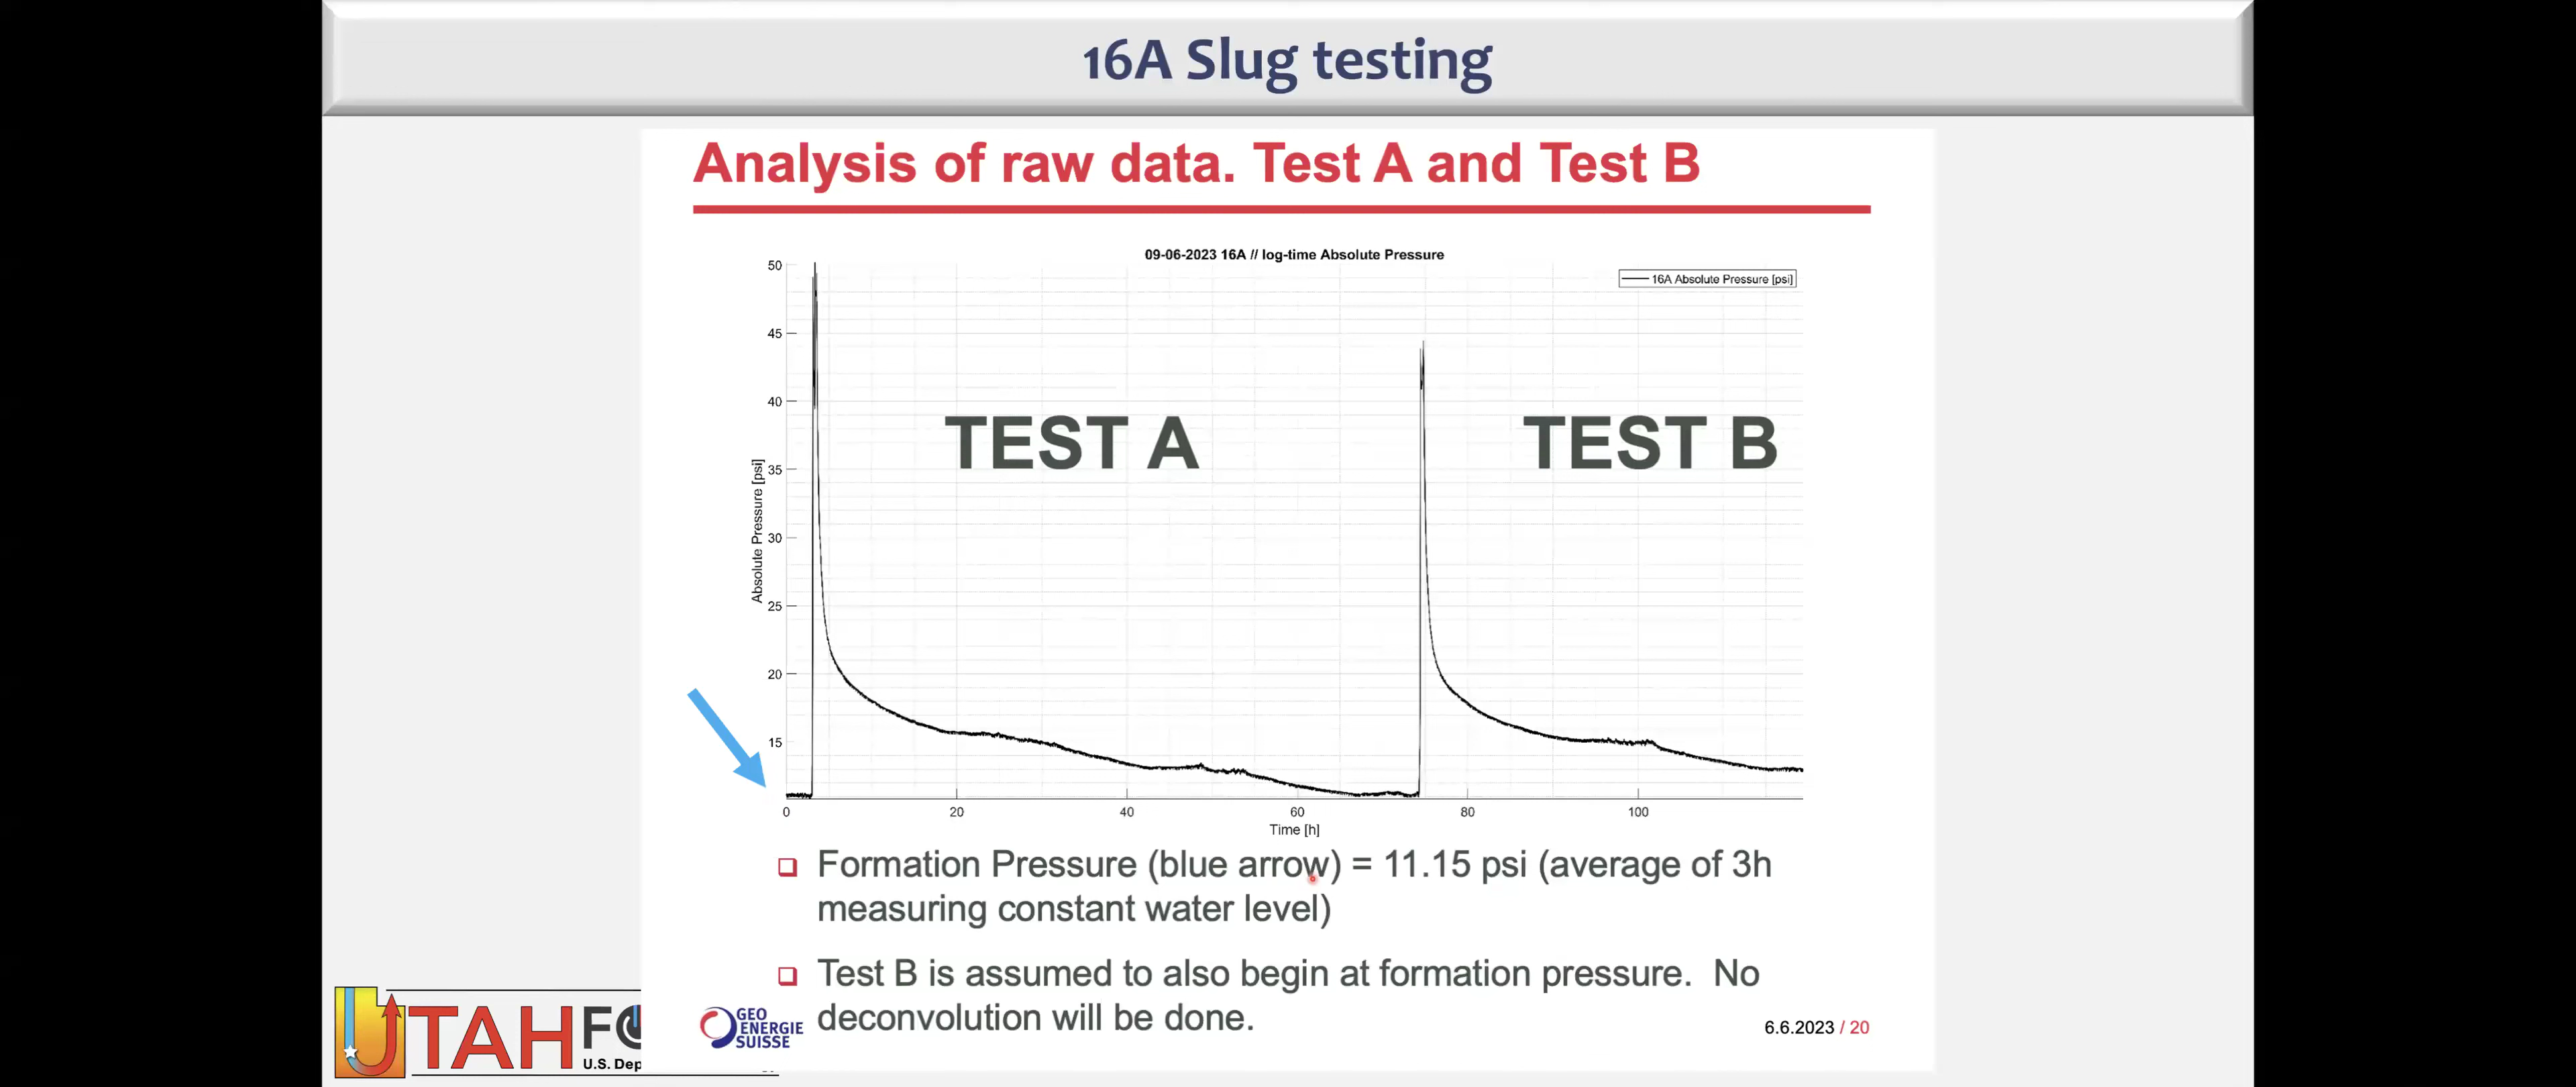 16A Slug testing
Analysis of raw data. Test A and Test B
09-06-2023 16A // log-time Absolute Pressure
16A Absolute Pressure [psi]
50
45
40
35
30
25
20
15
Absolute Pressure [psi]
TEST A
TEST B
0 20 40 60 80 100
Time [h]
Formation Pressure (blue arrow) = 11.15 psi (average of 3h
measuring constant water level)
Test B is assumed to also begin at formation pressure. No
deconvolution will be done.
GEO
ENERGIE
SUISSE
6.6.2023 / 20
UTAH FO
U.S. Dep